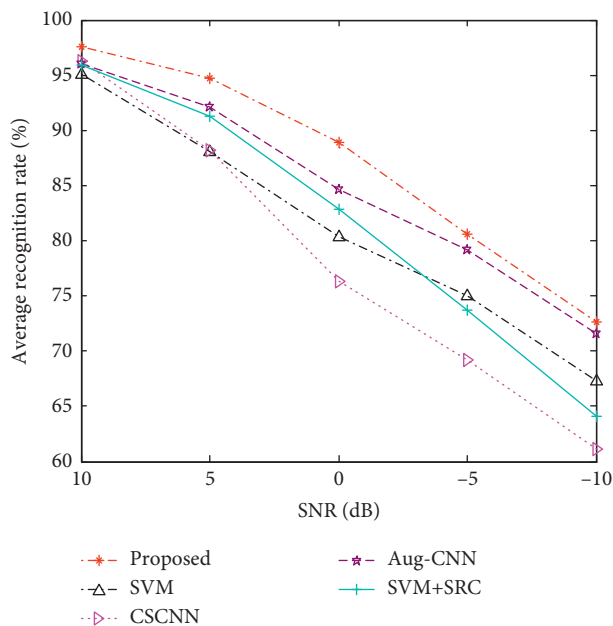 100
95
90
85
80
75
70
65
60
Average recognition rate (%)
10 5 0 −5 −10
SNR (dB)
Proposed
SVM
CSCNN
Aug-CNN
SVM+SRC